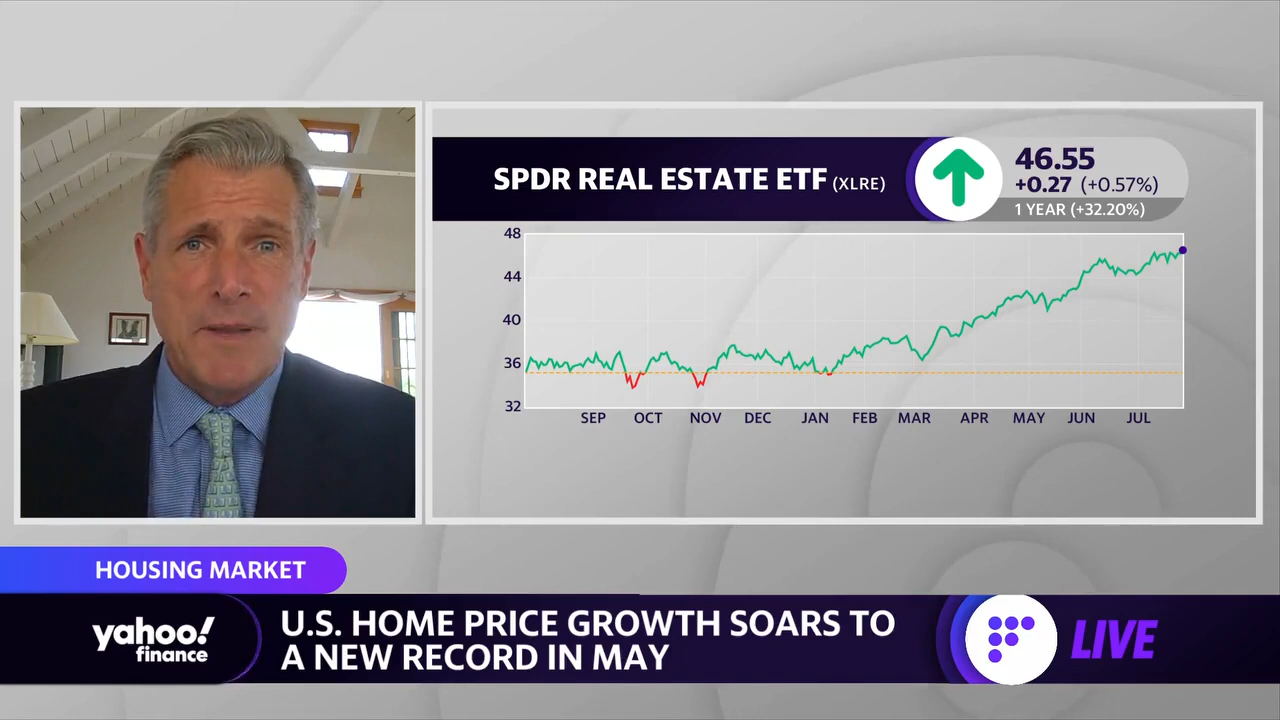 SPDR REAL ESTATE ETF (XLRE)
46.55
+0.27 (+0.57%)
1 YEAR (+32.20%)
48
44
40
36
32
SEP OCT NOV DEC JAN FEB MAR APR MAY JUN JUL
HOUSING MARKET
yahoo!
finance
U.S. HOME PRICE GROWTH SOARS TO
A NEW RECORD IN MAY
LIVE